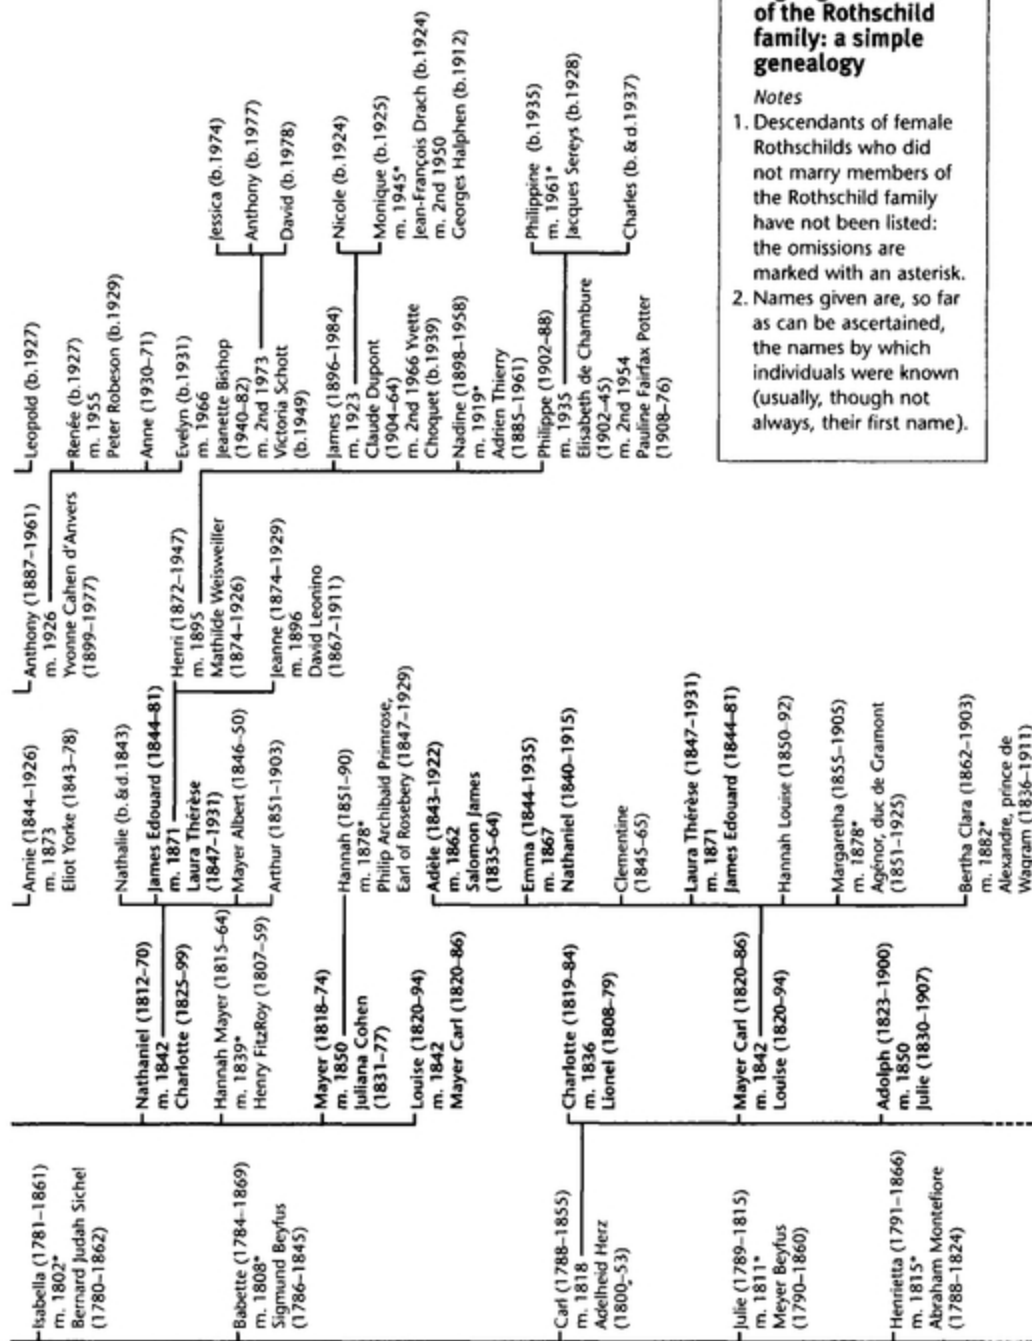 Isabella (1781–1861)
m. 1802*
Bernard Judah Sichel
(1780–1862)
Babette (1784–1869)
m. 1808*
Sigmund Beyfus
(1786–1845)
Carl (1788–1855)
m. 1818
Adelheid Herz
(1800–53)
Julie (1789–1815)
m. 1811*
Meyer Beyfus
(1790–1860)
Henrietta (1791–1866)
m. 1815*
Abraham Montefiore
(1788–1824)
Nathaniel (1812–70)
m. 1842
Charlotte (1825–99)
Hannah Mayer (1815–64)
m. 1839*
Henry FitzRoy (1807–59)
Mayer (1818–74)
m. 1850
Juliana Cohen
(1831–77)
Louise (1820–94)
m. 1842
Mayer Carl (1820–86)
Charlotte (1819–84)
m. 1836
Lionel (1808–79)
Mayer Carl (1820–86)
m. 1842
Louise (1820–94)
Adolph (1823–1900)
m. 1850
Julie (1830–1907)
Annie (1844–1926)
m. 1873
Eliot Yorke (1843–78)
Nathalie (b. &d.1843)
James Edouard (1844–81)
m. 1871
Laura Thérèse
(1847–1931)
Mayer Albert (1846–50)
Arthur (1851–1903)
Hannah (1851–90)
m. 1878*
Philip Archibald Primrose,
Earl of Rosebery (1847–1929)
Adèle (1843–1922)
m. 1862
Salomon James
(1835–64)
Emma (1844–1935)
m. 1867
Nathaniel (1840–1915)
Clementine
(1845–65)
Laura Thérèse (1847–1931)
m. 1871
James Edouard (1844–81)
Hannah Louise (1850–92)
Margaretha (1855–1905)
m. 1878*
Agénor, duc de Gramont
(1851–1925)
Bertha Clara (1862–1903)
m. 1882*
Alexandre, prince de
Wagram (1836–1911)
Anthony (1887–1961)
m. 1926
Yvonne Cahen d'Anvers
(1899–1977)
Henri (1872–1947)
m. 1895
Mathilde Weisweiller
(1874–1926)
Jeanne (1874–1929)
m. 1896
David Leonino
(1867–1911)
Leopold (b.1927)
Renée (b.1927)
m. 1955
Peter Robeson (b.1929)
Anne (1930–71)
Evelyn (b.1931)
m. 1966
Jeanette Bishop
(1940–82)
m. 2nd 1973
Victoria Schott
(b.1949)
James (1896–1984)
m. 1923
Claude Dupont
(1904–64)
m. 2nd 1966 Yvette
Choquet (b.1939)
Nadine (1898–1958)
m. 1919*
Adrien Thierry
(1885–1961)
Philippe (1902–88)
m. 1935
Elisabeth de Chambure
(1902–45)
m. 2nd 1954
Pauline Fairfax Potter
(1908–76)
Jessica (b.1974)
Anthony (b.1977)
David (b.1978)
Nicole (b.1924)
Monique (b.1925)
m. 1945*
Jean-François Drach (b.1924)
m. 2nd 1950
Georges Halphen (b.1912)
Philippine (b.1935)
m. 1961*
Jacques Sereys (b.1928)
Charles (b.&d.1937)
of the Rothschild
family: a simple
genealogy
Notes
1. Descendants of female
Rothschilds who did
not marry members of
the Rothschild family
have not been listed:
the omissions are
marked with an asterisk.
2. Names given are, so far
as can be ascertained,
the names by which
individuals were known
(usually, though not
always, their first name).